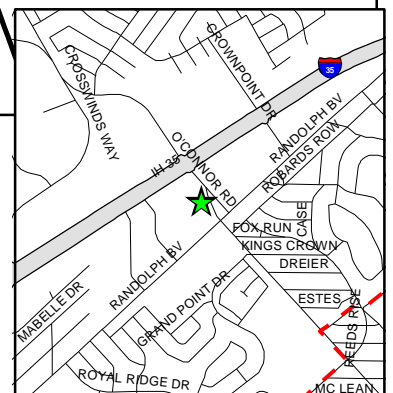 CROSSWINDS WAY
CROWNPOINT DR
35
O'CONNOR RD
IH 35
RANDOLPH BV
ROBARDS ROW
CASE
FOX RUN
KINGS CROWN
DREIER
RANDOLPH BV
GRAND POINT DR
MABELLE DR
ESTES
REEDS RISE
ROYAL RIDGE DR
MC LEAN